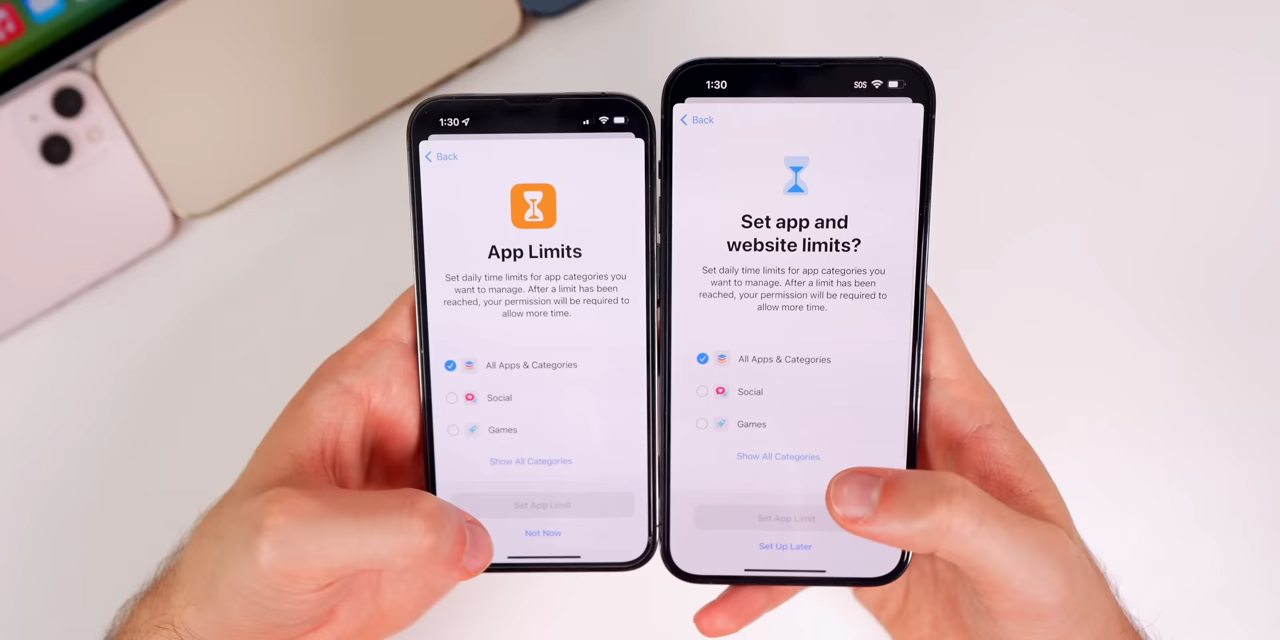 1:30
Back
App Limits
Set daily time limits for app categories you
want to manage. After a limit has been
reached, your permission will be required to
allow more time.
All Apps & Categories
Social
Games
Show All Categories
Set App Limit
Not Now
1:30
SOS
Back
Set app and
website limits?
Set daily time limits for app categories you
want to manage. After a limit has been
reached, your permission will be required to
allow more time.
All Apps & Categories
Social
Games
Show All Categories
Set App Limit
Set Up Later